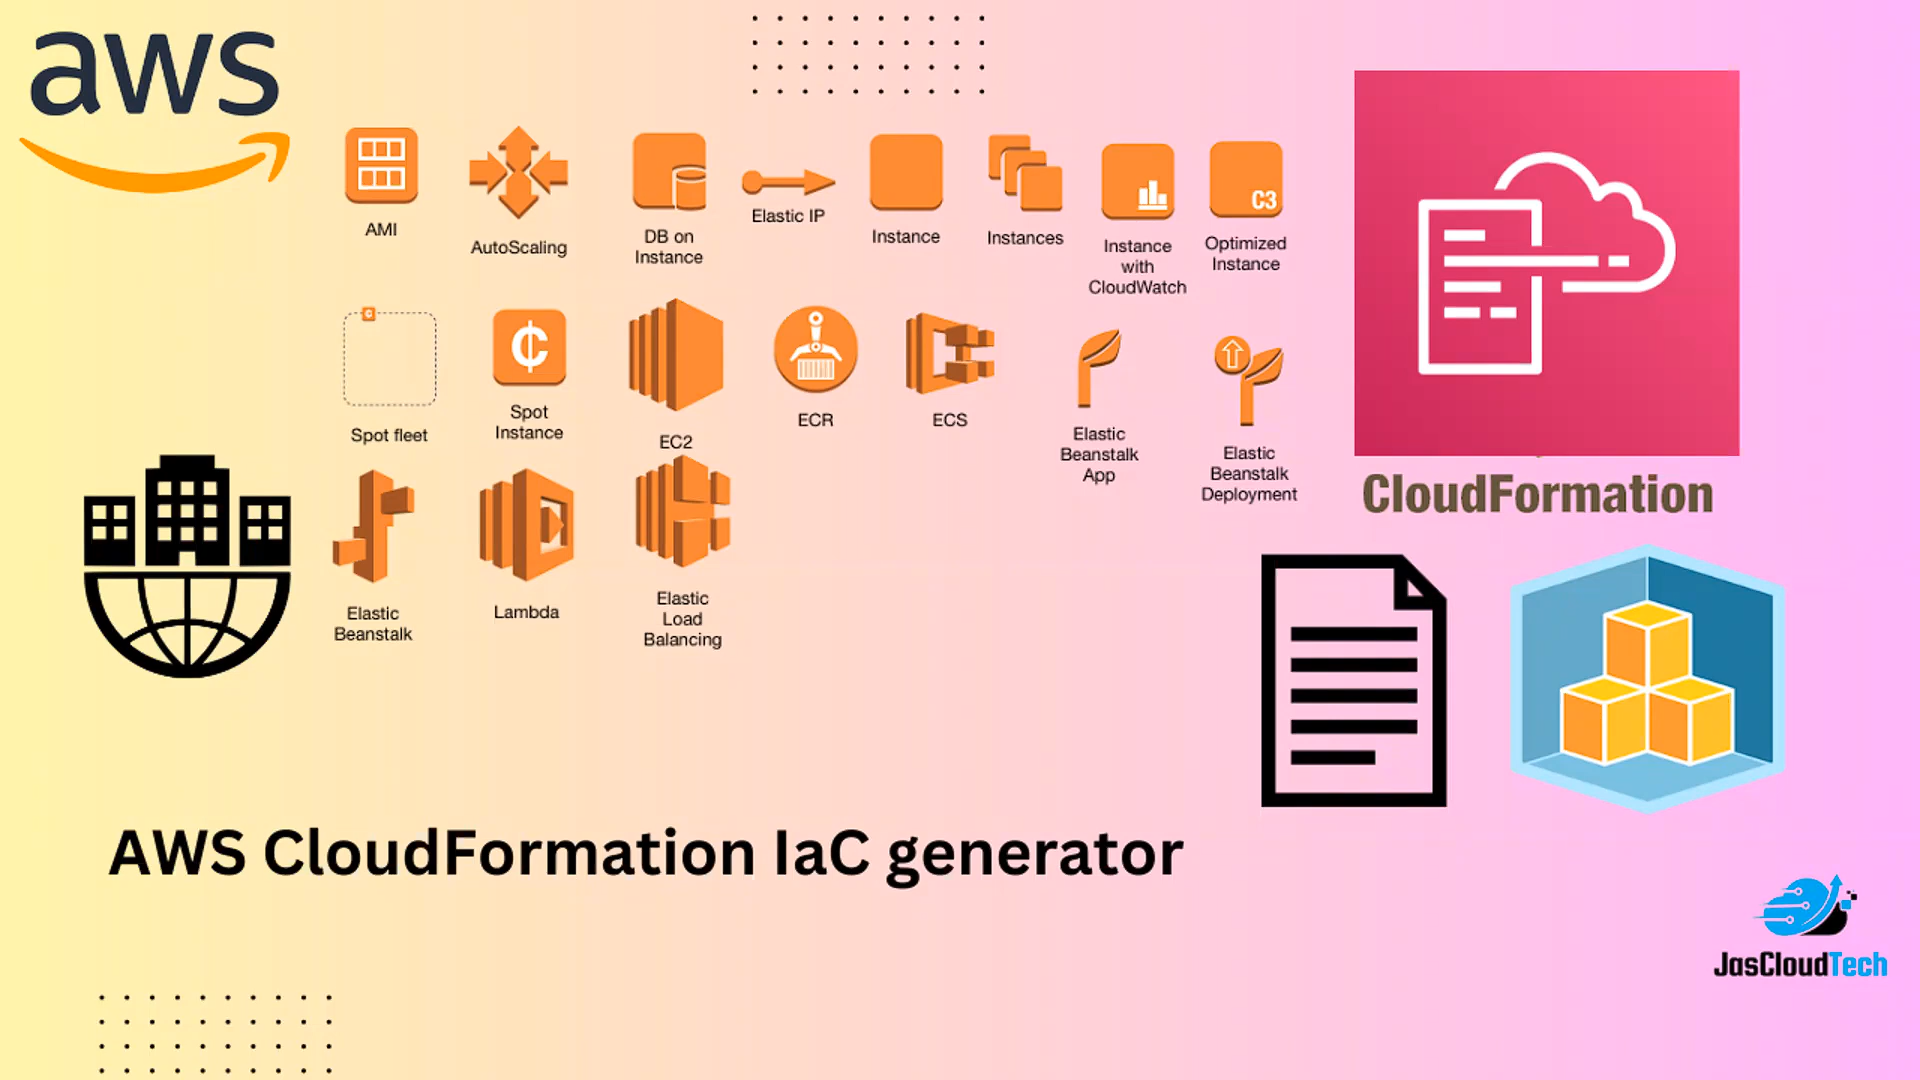 aws
AMI
AutoScaling
DB on
Instance
Elastic IP
Instance
Instances
Instance
with
CloudWatch
C3
Optimized
Instance
Spot fleet
¢
Spot
Instance
EC2
ECR
ECS
Elastic
Beanstalk
App
Elastic
Beanstalk
Deployment
CloudFormation
Elastic
Beanstalk
Lambda
Elastic
Load
Balancing
AWS CloudFormation IaC generator
JasCloudTech